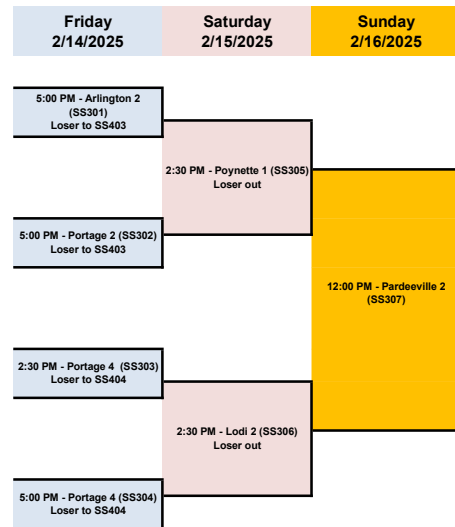 Friday
2/14/2025
Saturday
2/15/2025
Sunday
2/16/2025
5:00 PM - Arlington 2
(SS301)
Loser to SS403
2:30 PM - Poynette 1 (SS305)
Loser out
5:00 PM - Portage 2 (SS302)
Loser to SS403
12:00 PM - Pardeeville 2
(SS307)
2:30 PM - Portage 4  (SS303)
Loser to SS404
2:30 PM - Lodi 2 (SS306)
Loser out
5:00 PM - Portage 4 (SS304)
Loser to SS404